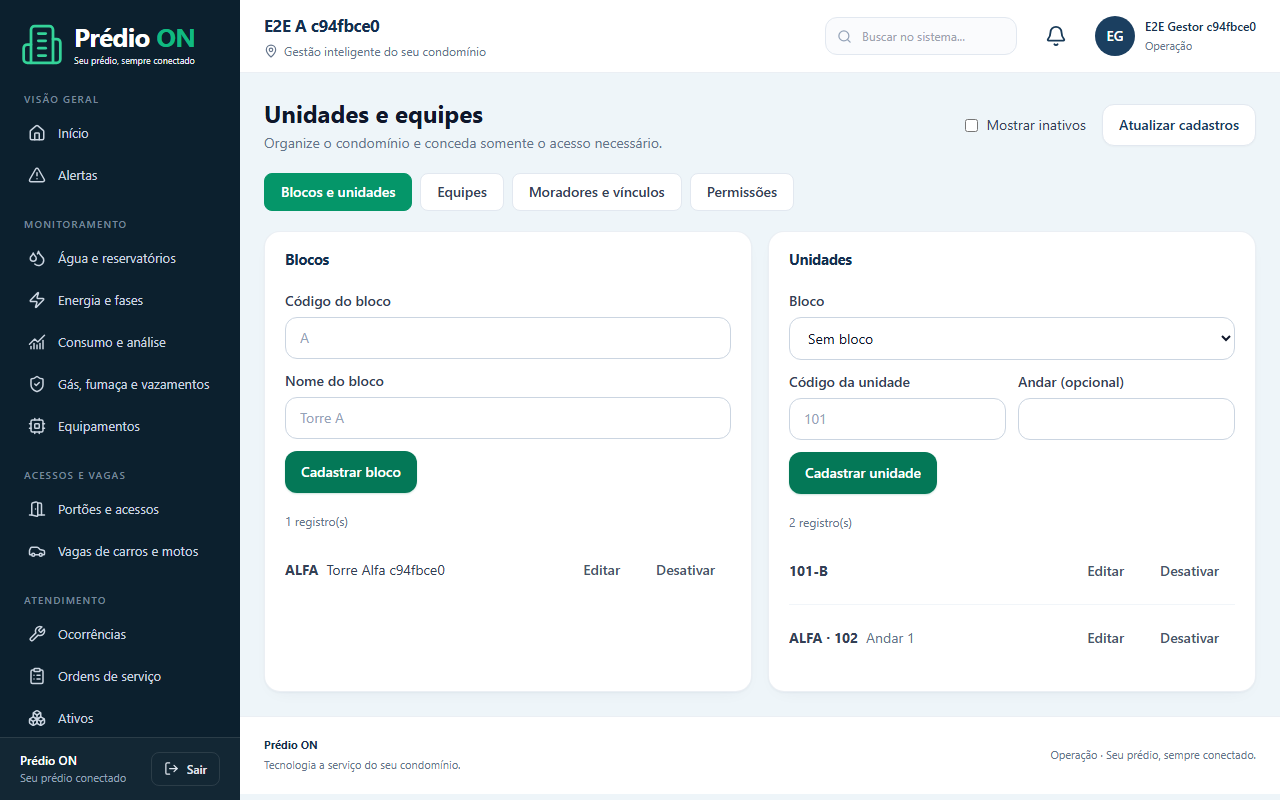 Prédio ON
Seu prédio, sempre conectado
VISÃO GERAL
Início
Alertas
MONITORAMENTO
Água e reservatórios
Energia e fases
Consumo e análise
Gás, fumaça e vazamentos
Equipamentos
ACESSOS E VAGAS
Portões e acessos
Vagas de carros e motos
ATENDIMENTO
Ocorrências
Ordens de serviço
Ativos
Prédio ON
Seu prédio conectado
Sair
E2E A c94fbce0
Gestão inteligente do seu condomínio
Buscar no sistema...
EG
E2E Gestor c94fbce0
Operação
Unidades e equipes
Organize o condomínio e conceda somente o acesso necessário.
Mostrar inativos
Atualizar cadastros
Blocos e unidades
Equipes
Moradores e vínculos
Permissões
Blocos
Código do bloco
A
Nome do bloco
Torre A
Cadastrar bloco
1 registro(s)
ALFA Torre Alfa c94fbce0 Editar Desativar
Unidades
Bloco
Sem bloco
Código da unidade Andar (opcional)
101
Cadastrar unidade
2 registro(s)
101-B Editar Desativar
ALFA · 102 Andar 1 Editar Desativar
Prédio ON
Tecnologia a serviço do seu condomínio.
Operação · Seu prédio, sempre conectado.